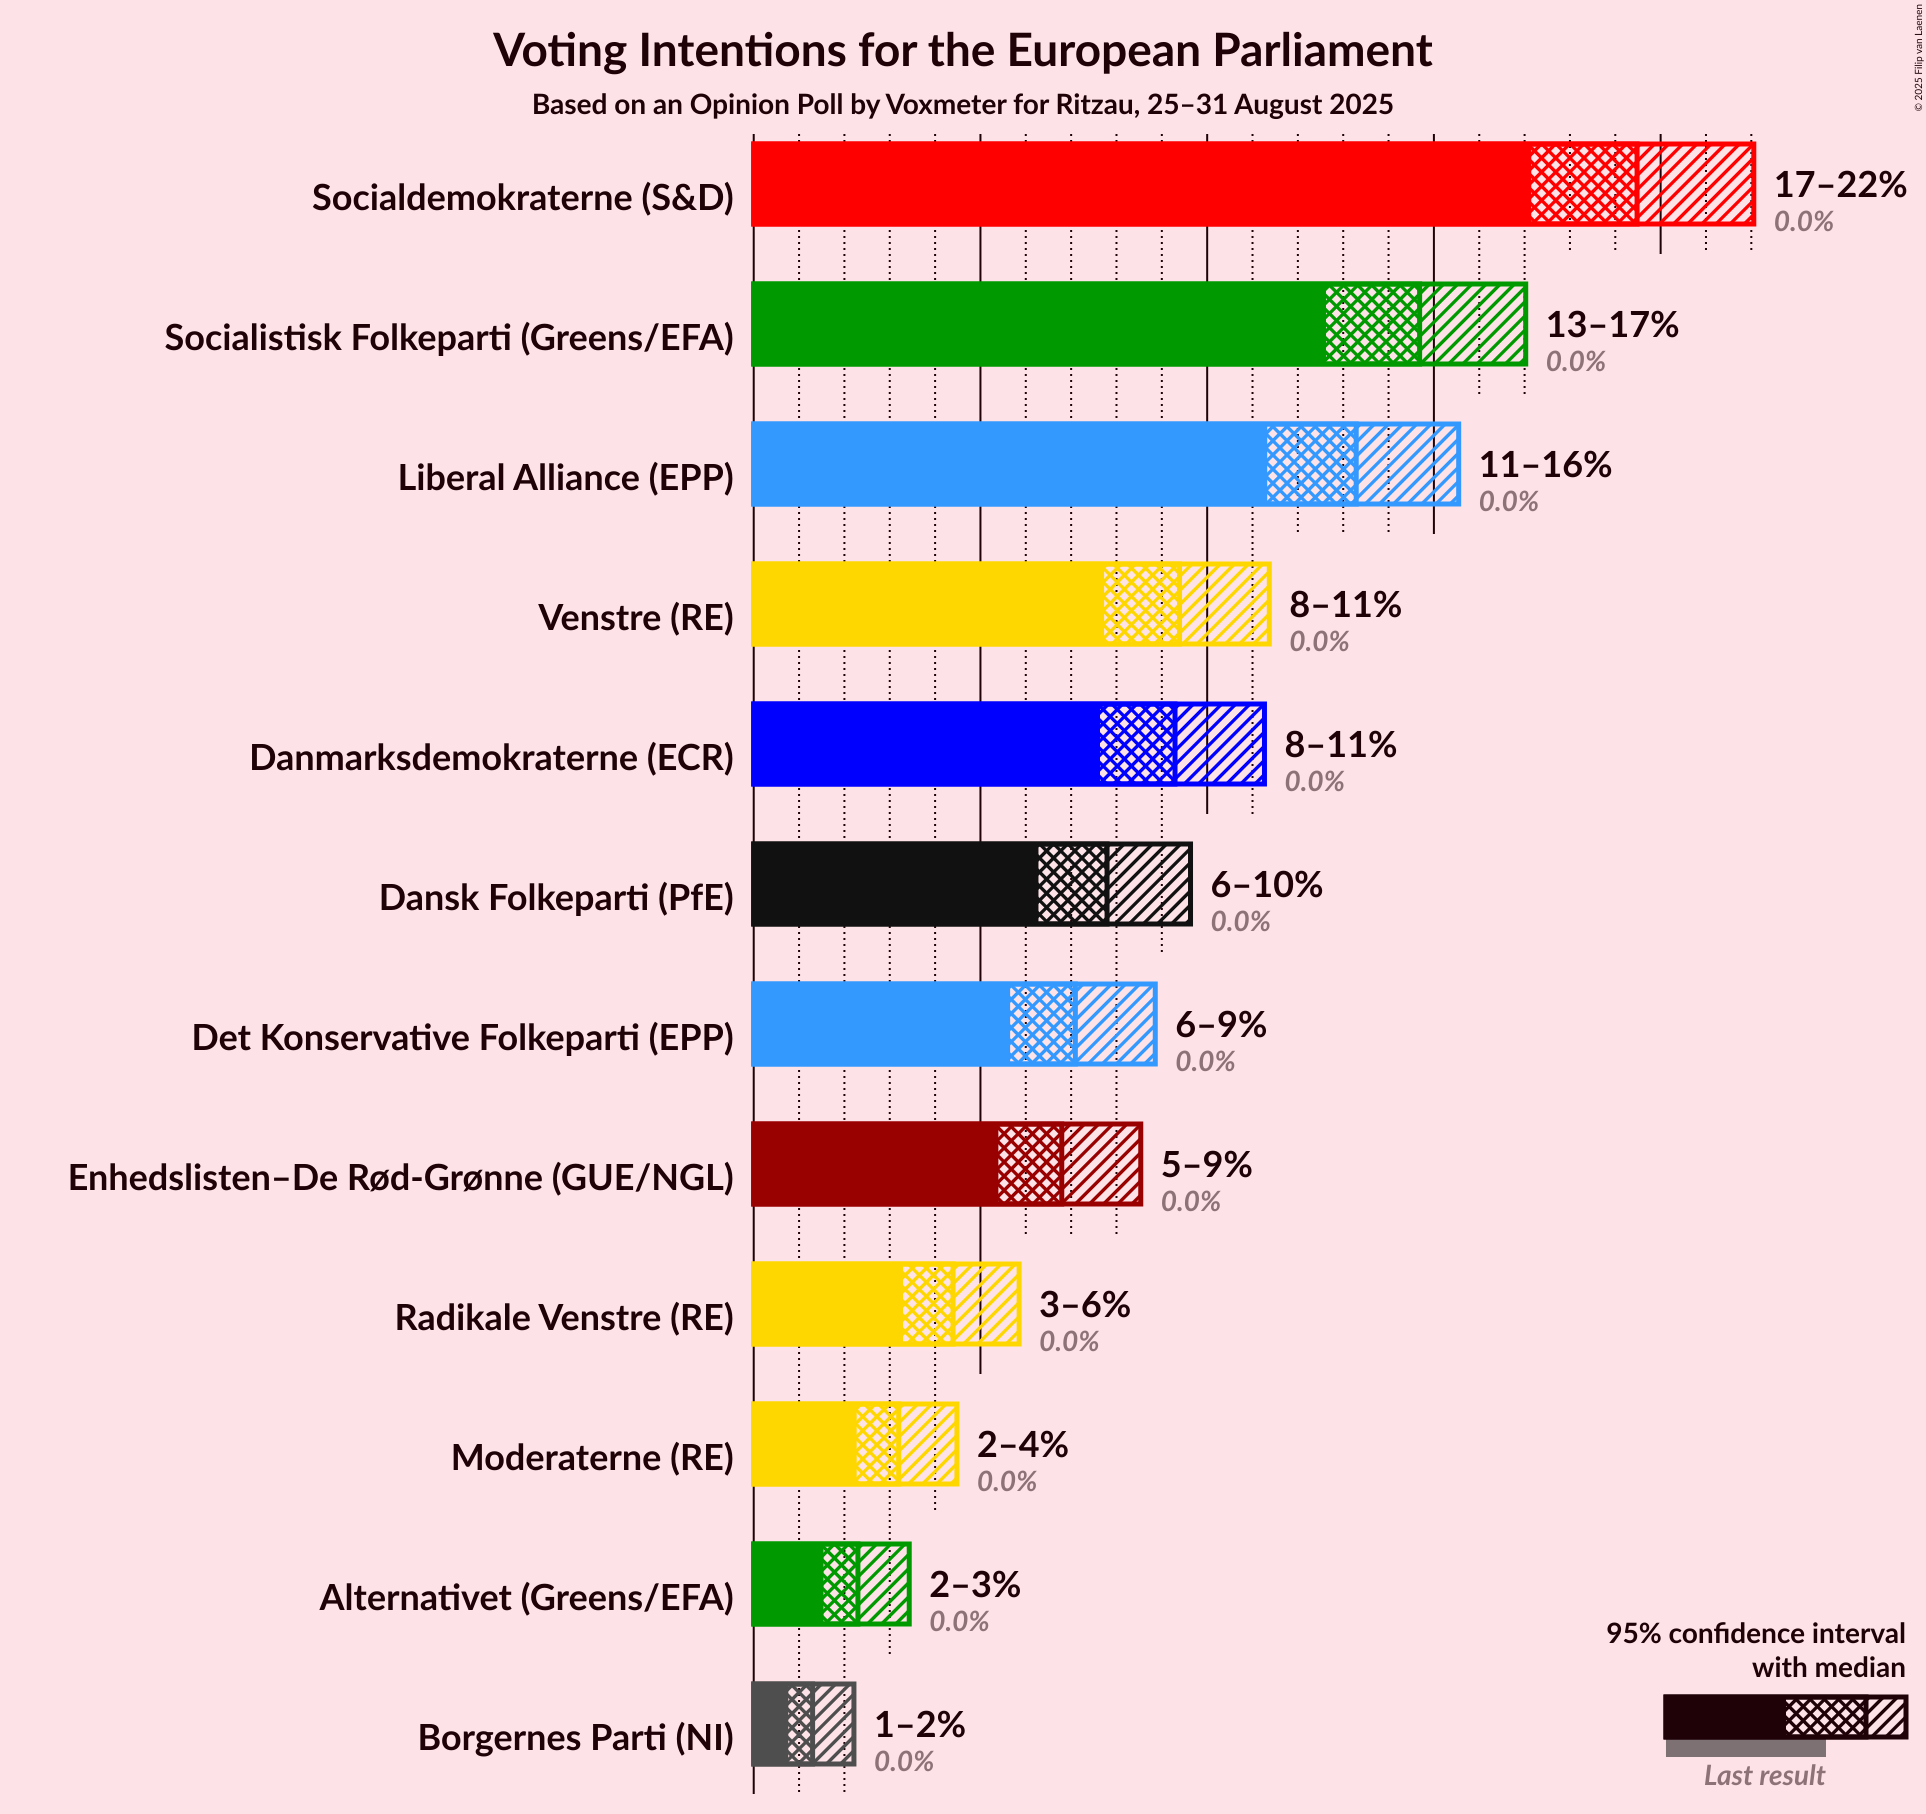 Voting Intentions for the European Parliament
Based on an Opinion Poll by Voxmeter for Ritzau, 25–31 August 2025
© 2025 Filip van Laenen
Socialdemokraterne (S&D)
17–22%
0.0%
Socialistisk Folkeparti (Greens/EFA)
13–17%
0.0%
Liberal Alliance (EPP)
11–16%
0.0%
Venstre (RE)
8–11%
0.0%
Danmarksdemokraterne (ECR)
8–11%
0.0%
Dansk Folkeparti (PfE)
6–10%
0.0%
Det Konservative Folkeparti (EPP)
6–9%
0.0%
Enhedslisten–De Rød-Grønne (GUE/NGL)
5–9%
0.0%
Radikale Venstre (RE)
3–6%
0.0%
Moderaterne (RE)
2–4%
0.0%
Alternativet (Greens/EFA)
2–3%
0.0%
Borgernes Parti (NI)
1–2%
0.0%
95% confidence interval
with median
Last result